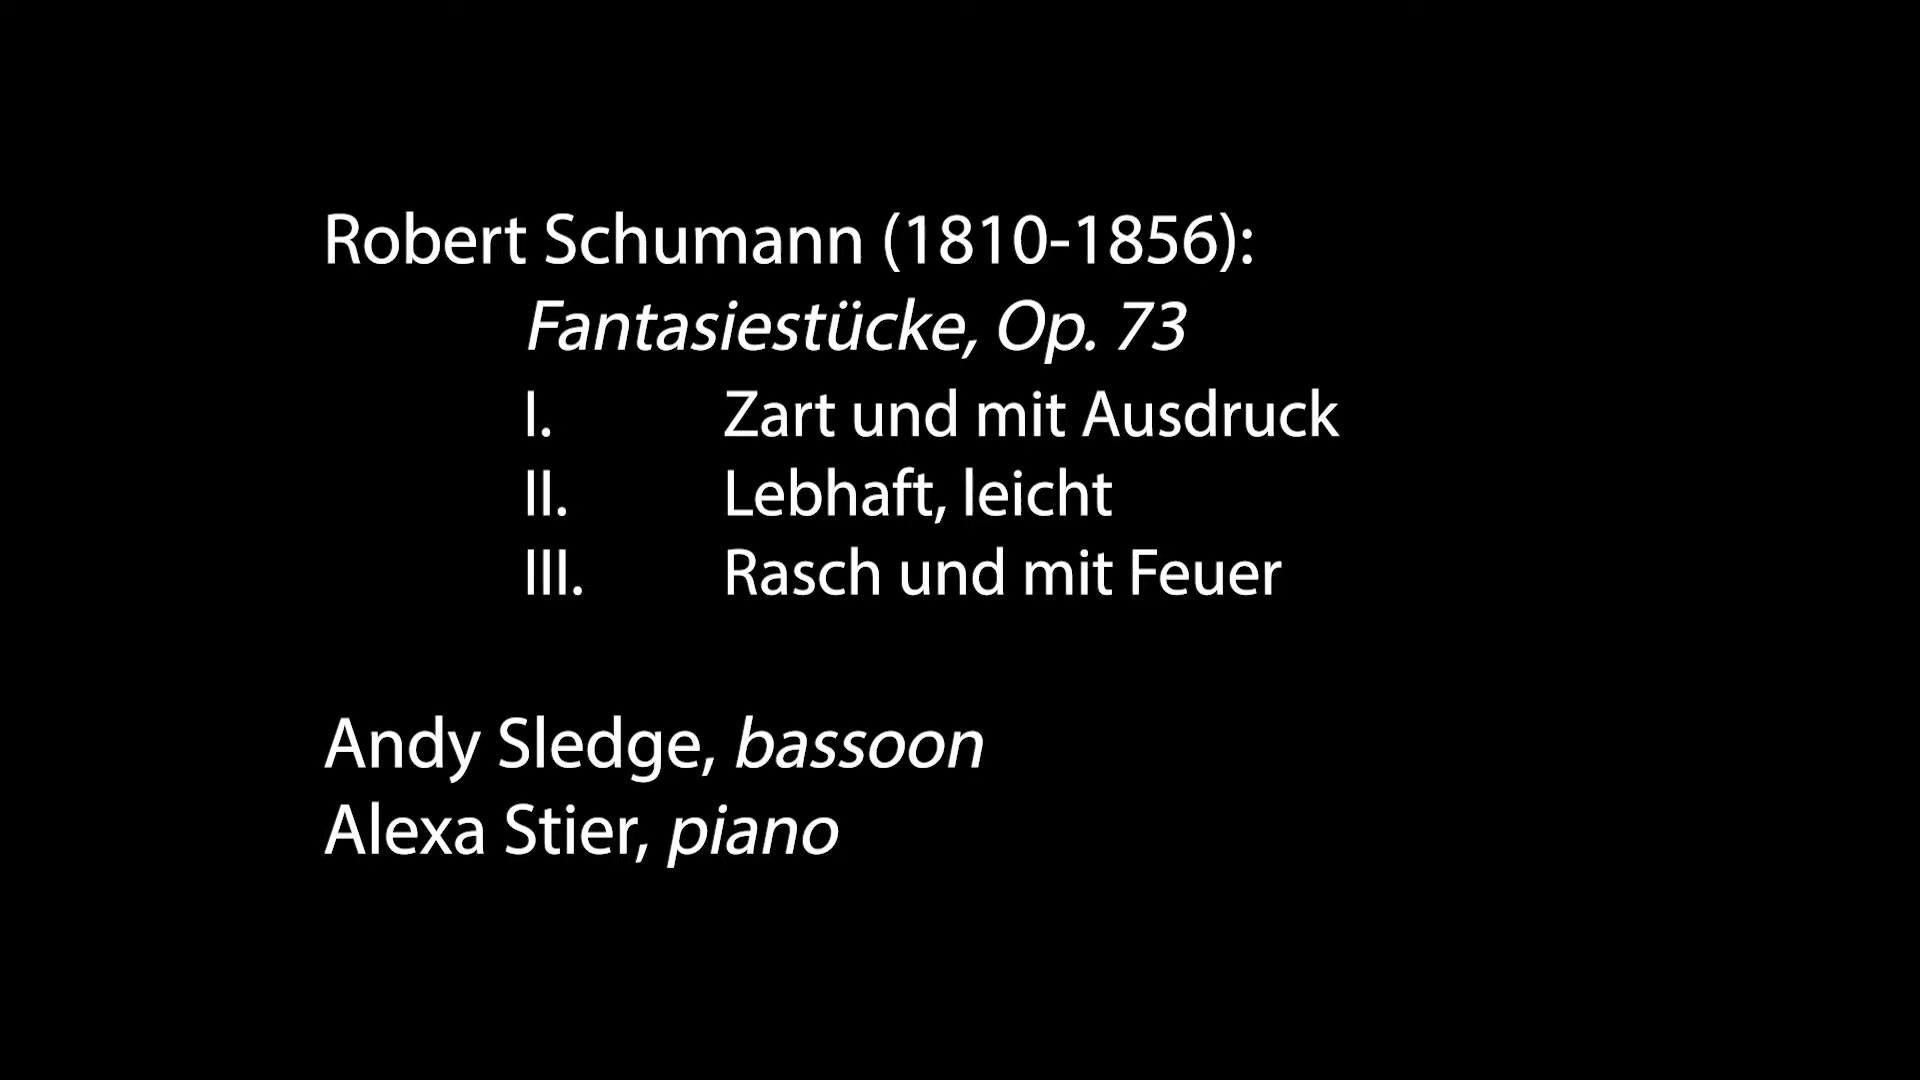 Robert Schumann (1810-1856):
Fantasiestücke, Op. 73
I. Zart und mit Ausdruck
II. Lebhaft, leicht
III. Rasch und mit Feuer
Andy Sledge, bassoon
Alexa Stier, piano